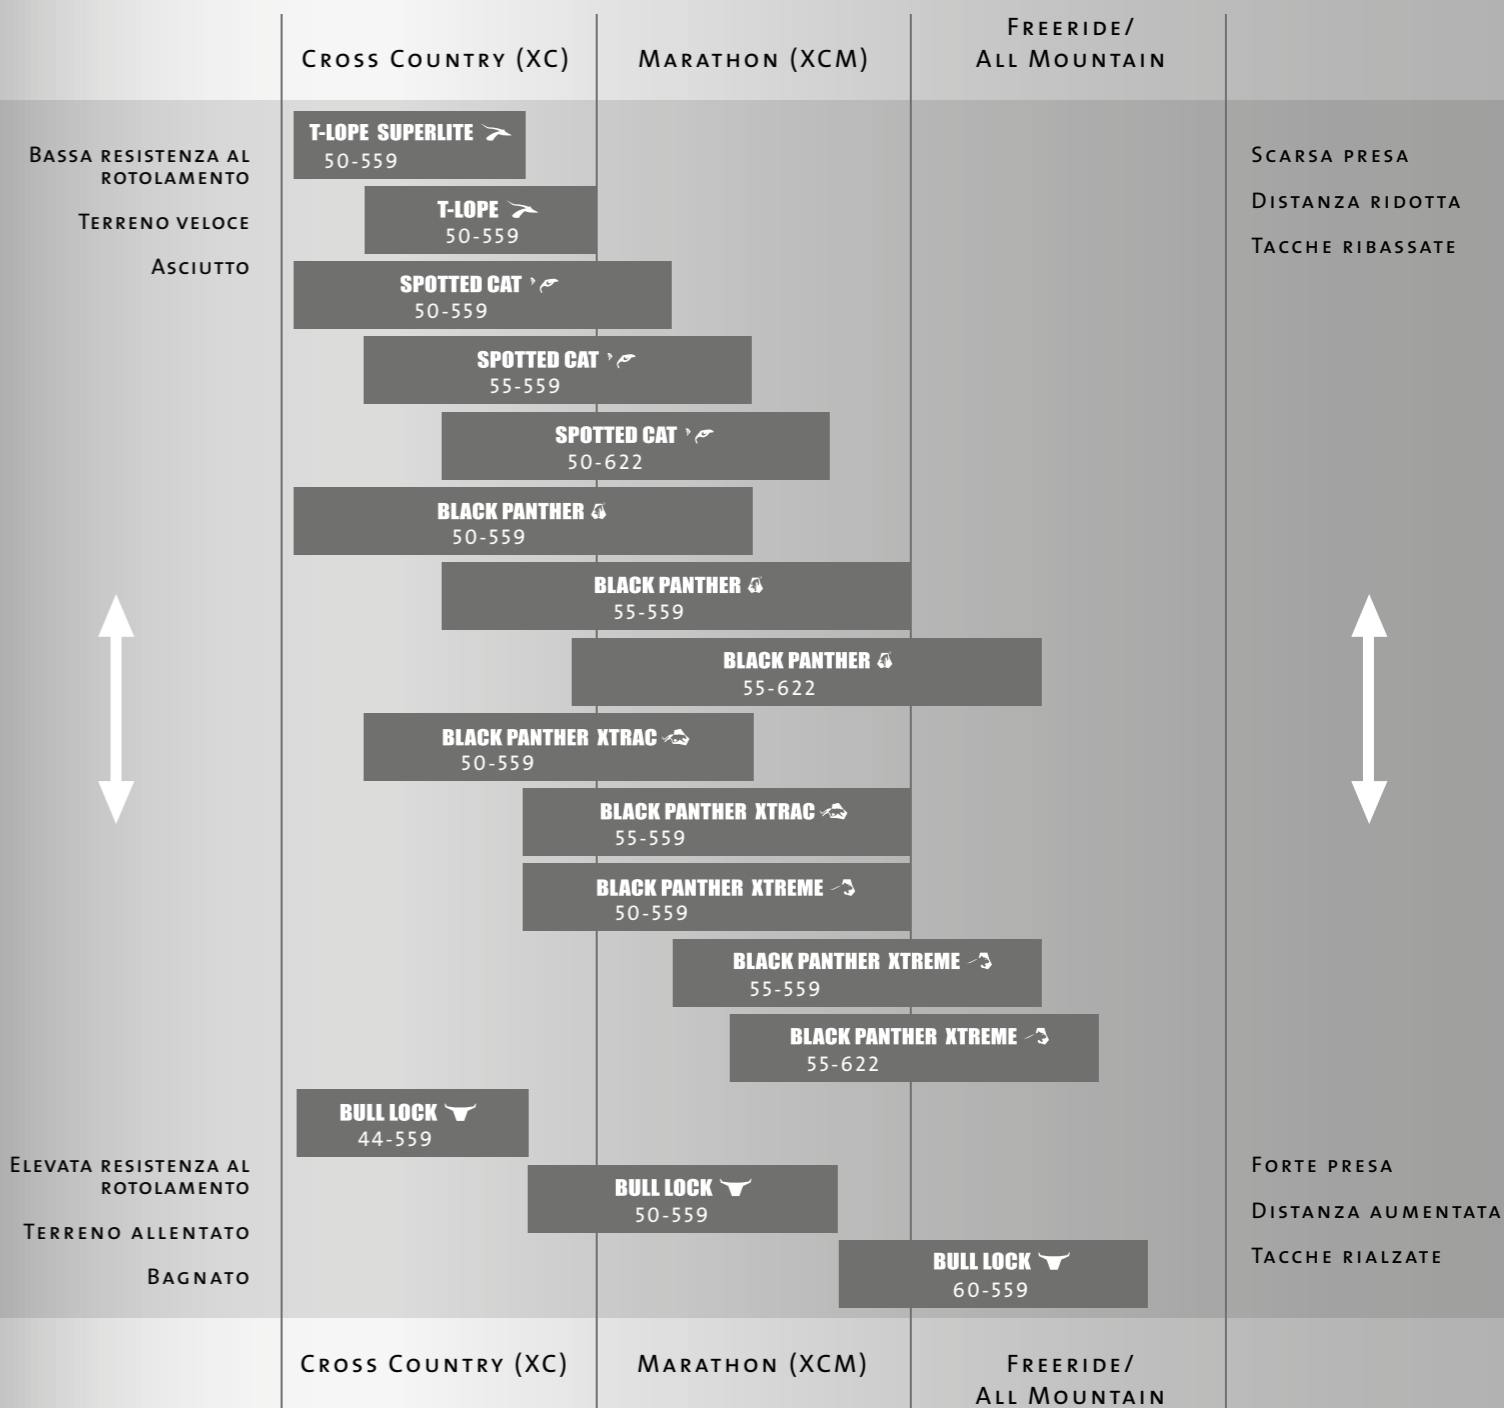 CROSS COUNTRY (XC)
MARATHON (XCM)
FREERIDE/
ALL MOUNTAIN
BASSA RESISTENZA AL
ROTOLAMENTO
TERRENO VELOCE
ASCIUTTO
SCARSA PRESA
DISTANZA RIDOTTA
TACCHE RIBASSATE
T-LOPE SUPERLITE
50-559
T-LOPE
50-559
SPOTTED CAT
50-559
SPOTTED CAT
55-559
SPOTTED CAT
50-622
BLACK PANTHER
50-559
BLACK PANTHER
55-559
BLACK PANTHER
55-622
BLACK PANTHER XTRAC
50-559
BLACK PANTHER XTRAC
55-559
BLACK PANTHER XTREME
50-559
BLACK PANTHER XTREME
55-559
BLACK PANTHER XTREME
55-622
BULL LOCK
44-559
BULL LOCK
50-559
BULL LOCK
60-559
ELEVATA RESISTENZA AL
ROTOLAMENTO
TERRENO ALLENTATO
BAGNATO
FORTE PRESA
DISTANZA AUMENTATA
TACCHE RIALZATE
CROSS COUNTRY (XC)
MARATHON (XCM)
FREERIDE/
ALL MOUNTAIN